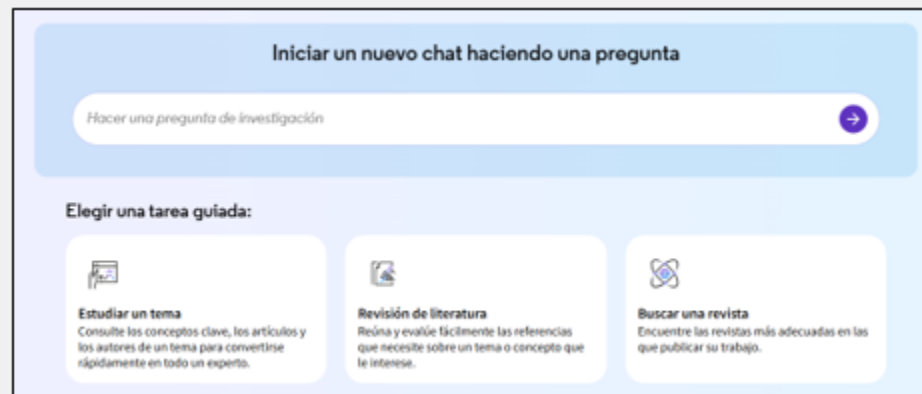 Iniciar un nuevo chat haciendo una pregunta
Hacer una pregunta de investigación
Elegir una tarea guiada:
Estudiar un tema
Consulte los conceptos clave, los artículos y
los autores de un tema para convertirse
rápidamente en todo un experto.
Revisión de literatura
Reúna y evalúe fácilmente las referencias
que necesite sobre un tema o concepto que
le interese.
Buscar una revista
Encuentre las revistas más adecuadas en las
que publicar su trabajo.